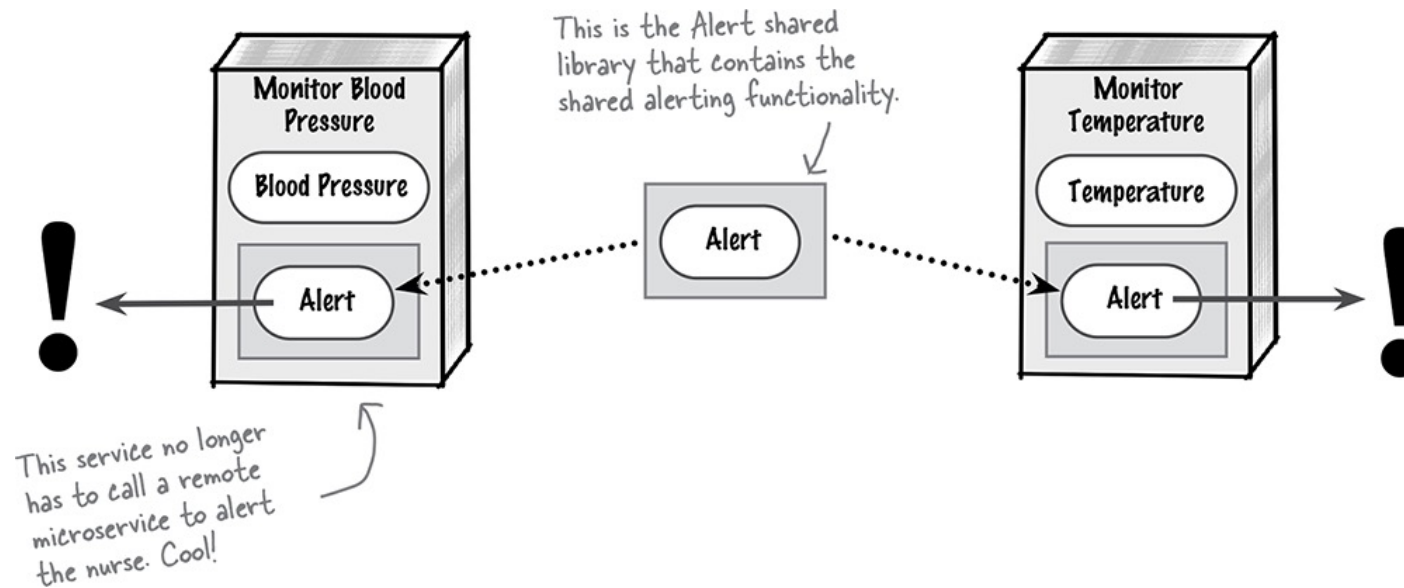 This is the Alert shared
library that contains the
shared alerting functionality.
Monitor Blood
Pressure
Blood Pressure
Alert
Alert
Monitor
Temperature
Temperature
Alert
This service no longer
has to call a remote
microservice to alert
the nurse. Cool!